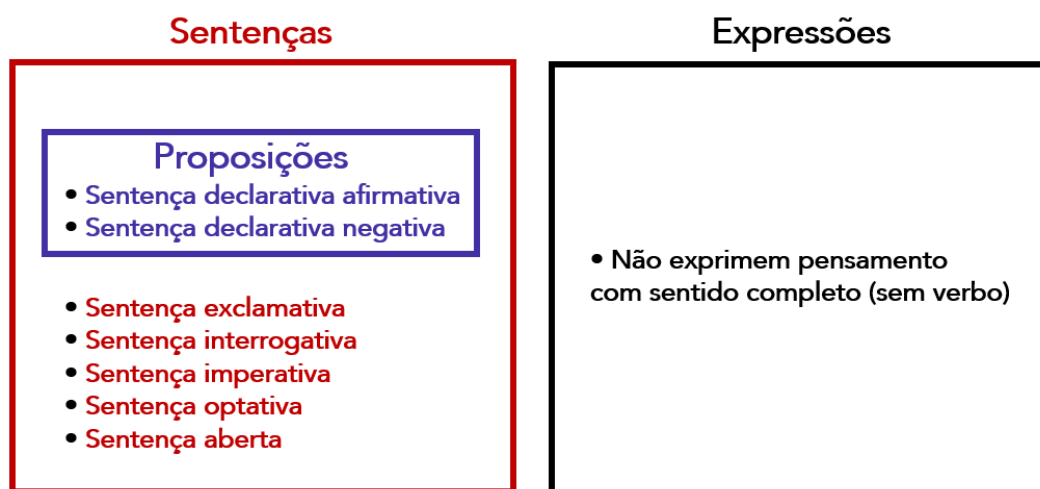 Sentenças
Proposições
• Sentença declarativa afirmativa
• Sentença declarativa negativa
• Sentença exclamativa
• Sentença interrogativa
• Sentença imperativa
• Sentença optativa
• Sentença aberta
Expressões
• Não exprimem pensamento
com sentido completo (sem verbo)